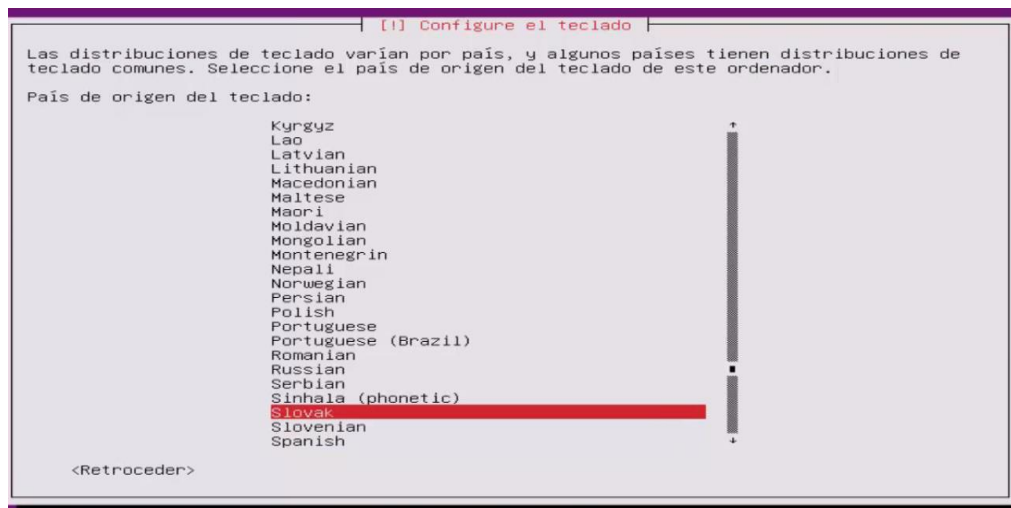 [!] Configure el teclado
Las distribuciones de teclado varían por país, y algunos países tienen distribuciones de
teclado comunes. Seleccione el país de origen del teclado de este ordenador.
País de origen del teclado:
Kyrgyz
Lao
Latvian
Lithuanian
Macedonian
Maltese
Maori
Moldavian
Mongolian
Montenegrin
Nepali
Norwegian
Persian
Polish
Portuguese
Portuguese (Brazil)
Romanian
Russian
Serbian
Sinhala (phonetic)
Slovak
Slovenian
Spanish
<Retroceder>